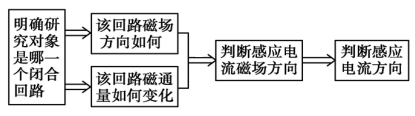 明确研
究对象
是哪一
个闭合
回路
该回路磁场
方向如何
该回路磁通
量如何变化
判断感应电
流磁场方向
判断感应
电流方向